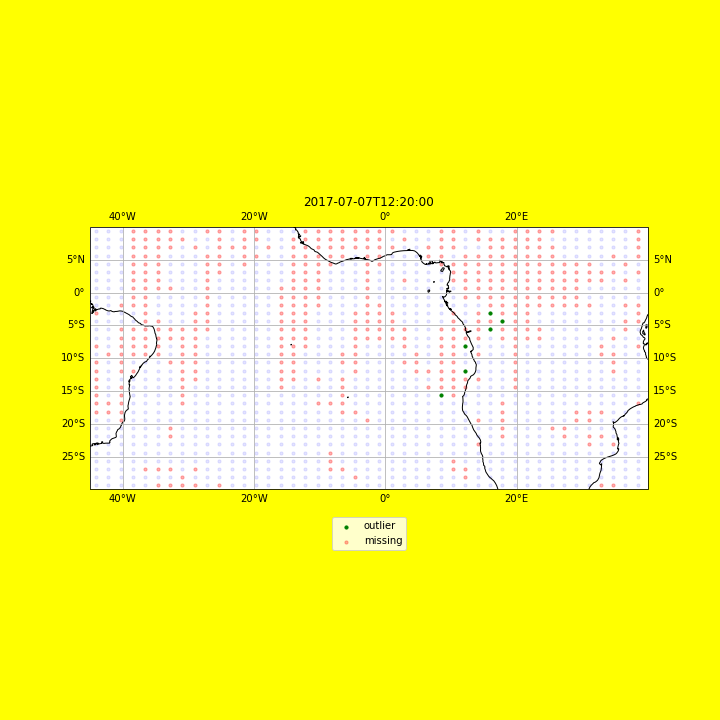 2017-07-07T12:20:00
40°W 20°W 0° 20°E
5°N 5°N
0° 0°
5°S 5°S
10°S 10°S
15°S 15°S
20°S 20°S
25°S 25°S
40°W 20°W 0° 20°E
outlier
missing